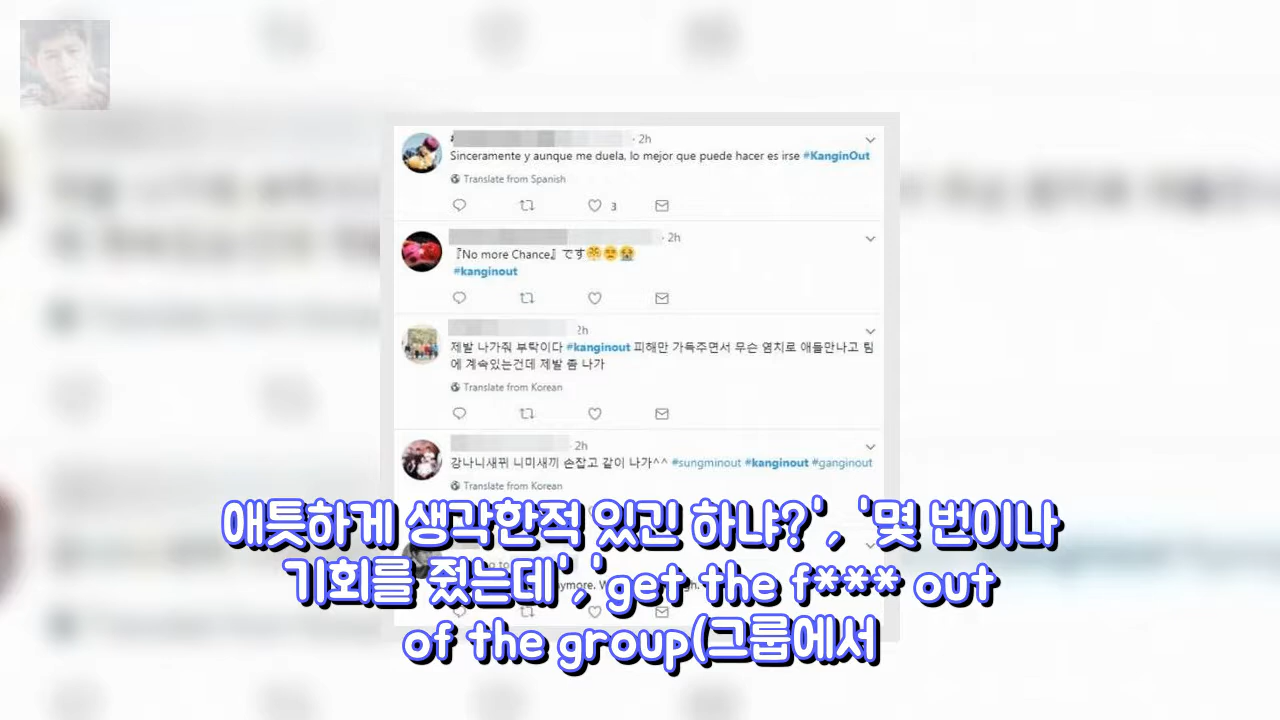 2h
Sinceramente y aunque me duela, lo mejor que puede hacer es irse #KanginOut
Translate from Spanish
3
2h
『No more Chance』です
#kanginout
2h
제발 나가줘 부탁이다 #kanginout 피해만 가득주면서 무슨 염치로 애들만나고 팀
에 계속있는건데 제발 좀 나가
Translate from Korean
2h
강나니새뀌 니미새끼 손잡고 같이 나가^^ #sungminout #kanginout #ganginout
Translate from Korean
애틋하게 생각한적 있긴 하냐?', '몇 번이나
기회를 줬는데','get the f*** out
of the group(그룹에서